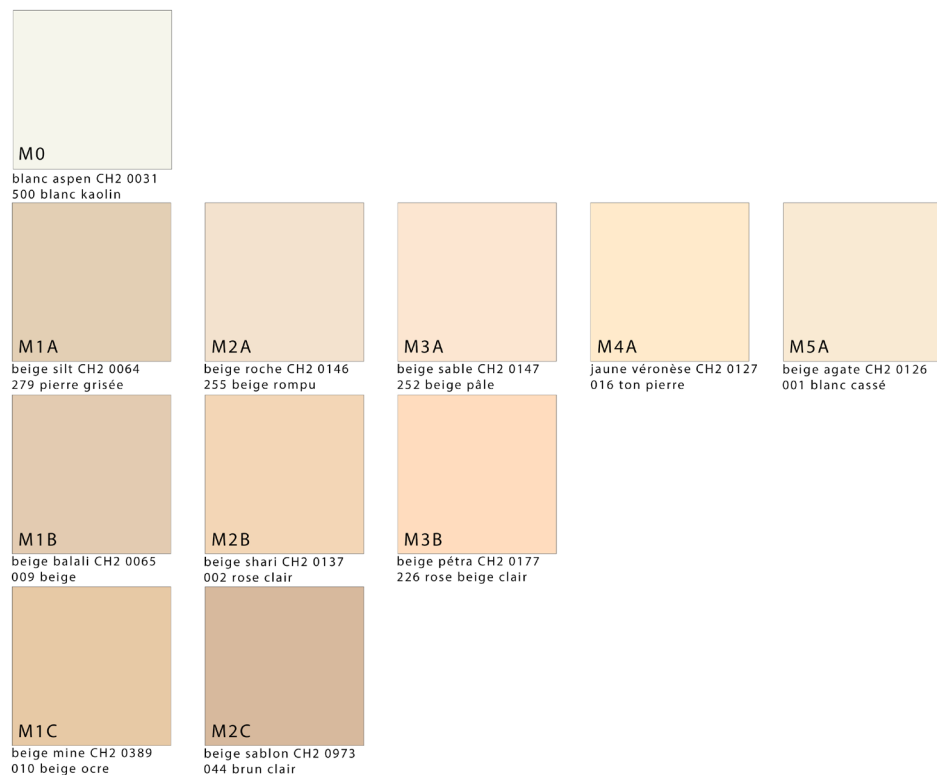 M0
blanc aspen CH2 0031
500 blanc kaolin
M1A
beige silt CH2 0064
279 pierre grisée
M2A
beige roche CH2 0146
255 beige rompu
M3A
beige sable CH2 0147
252 beige pâle
M4A
jaune véronèse CH2 0127
016 ton pierre
M5A
beige agate CH2 0126
001 blanc cassé
M1B
beige balali CH2 0065
009 beige
M2B
beige shari CH2 0137
002 rose clair
M3B
beige pétra CH2 0177
226 rose beige clair
M1C
beige mine CH2 0389
010 beige ocre
M2C
beige sablon CH2 0973
044 brun clair